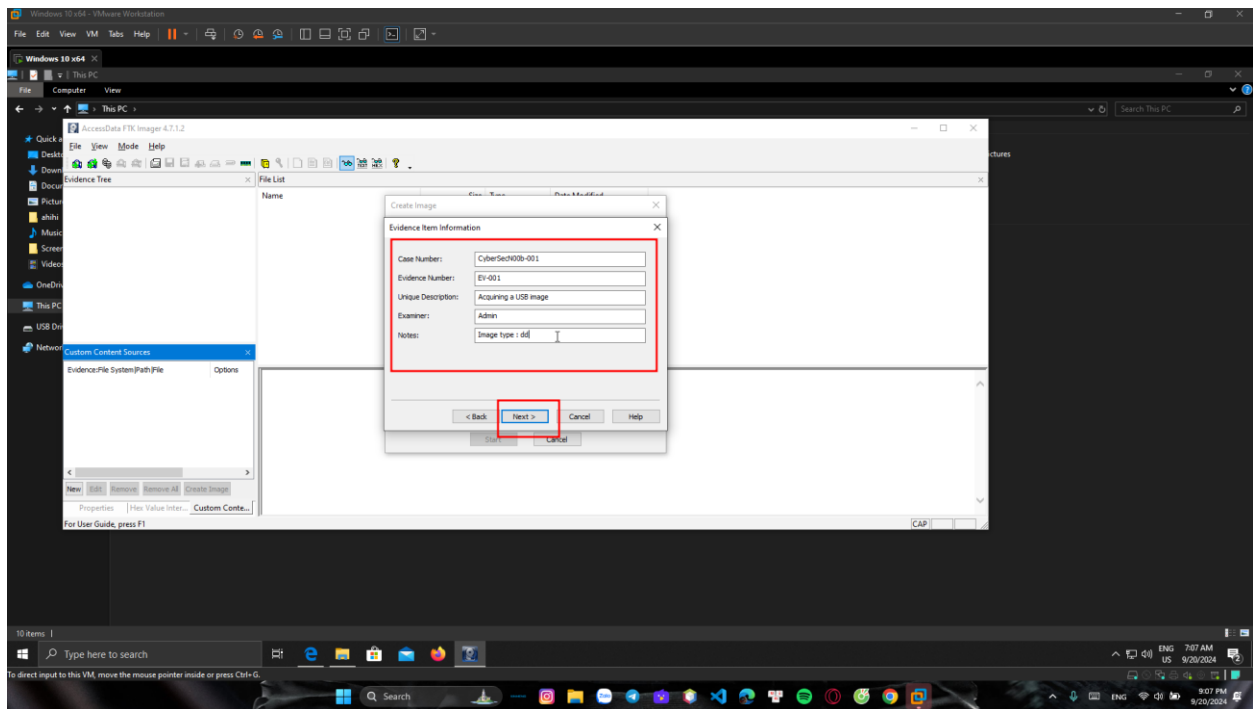 Windows 10 x64 - VMware Workstation
File Edit View VM Tabs Help
Windows 10 x64
This PC
File Computer View
This PC
Search This PC
Quick a
Deskt
Down
Docur
Pictur
ahihi
Music
Screer
Videos
OneDriv
This PC
USB Dri
Networ
ctures
AccessData FTK Imager 4.7.1.2
File View Mode Help
Evidence Tree
File List
Name Size Type Date Modified
Create Image
Evidence Item Information
Case Number: CyberSecN00b-001
Evidence Number: EV-001
Unique Description: Acquiring a USB image
Examiner: Admin
Notes: Image type : dd
< Back Next > Cancel Help
Start Cancel
Custom Content Sources
Evidence:File System|Path|File Options
New Edit Remove Remove All Create Image
Properties Hex Value Inter... Custom Conte...
For User Guide, press F1
CAP
10 items
Type here to search
ENG
US
7:07 AM
9/20/2024
To direct input to this VM, move the mouse pointer inside or press Ctrl+G.
Search
ENG
9:07 PM
9/20/2024